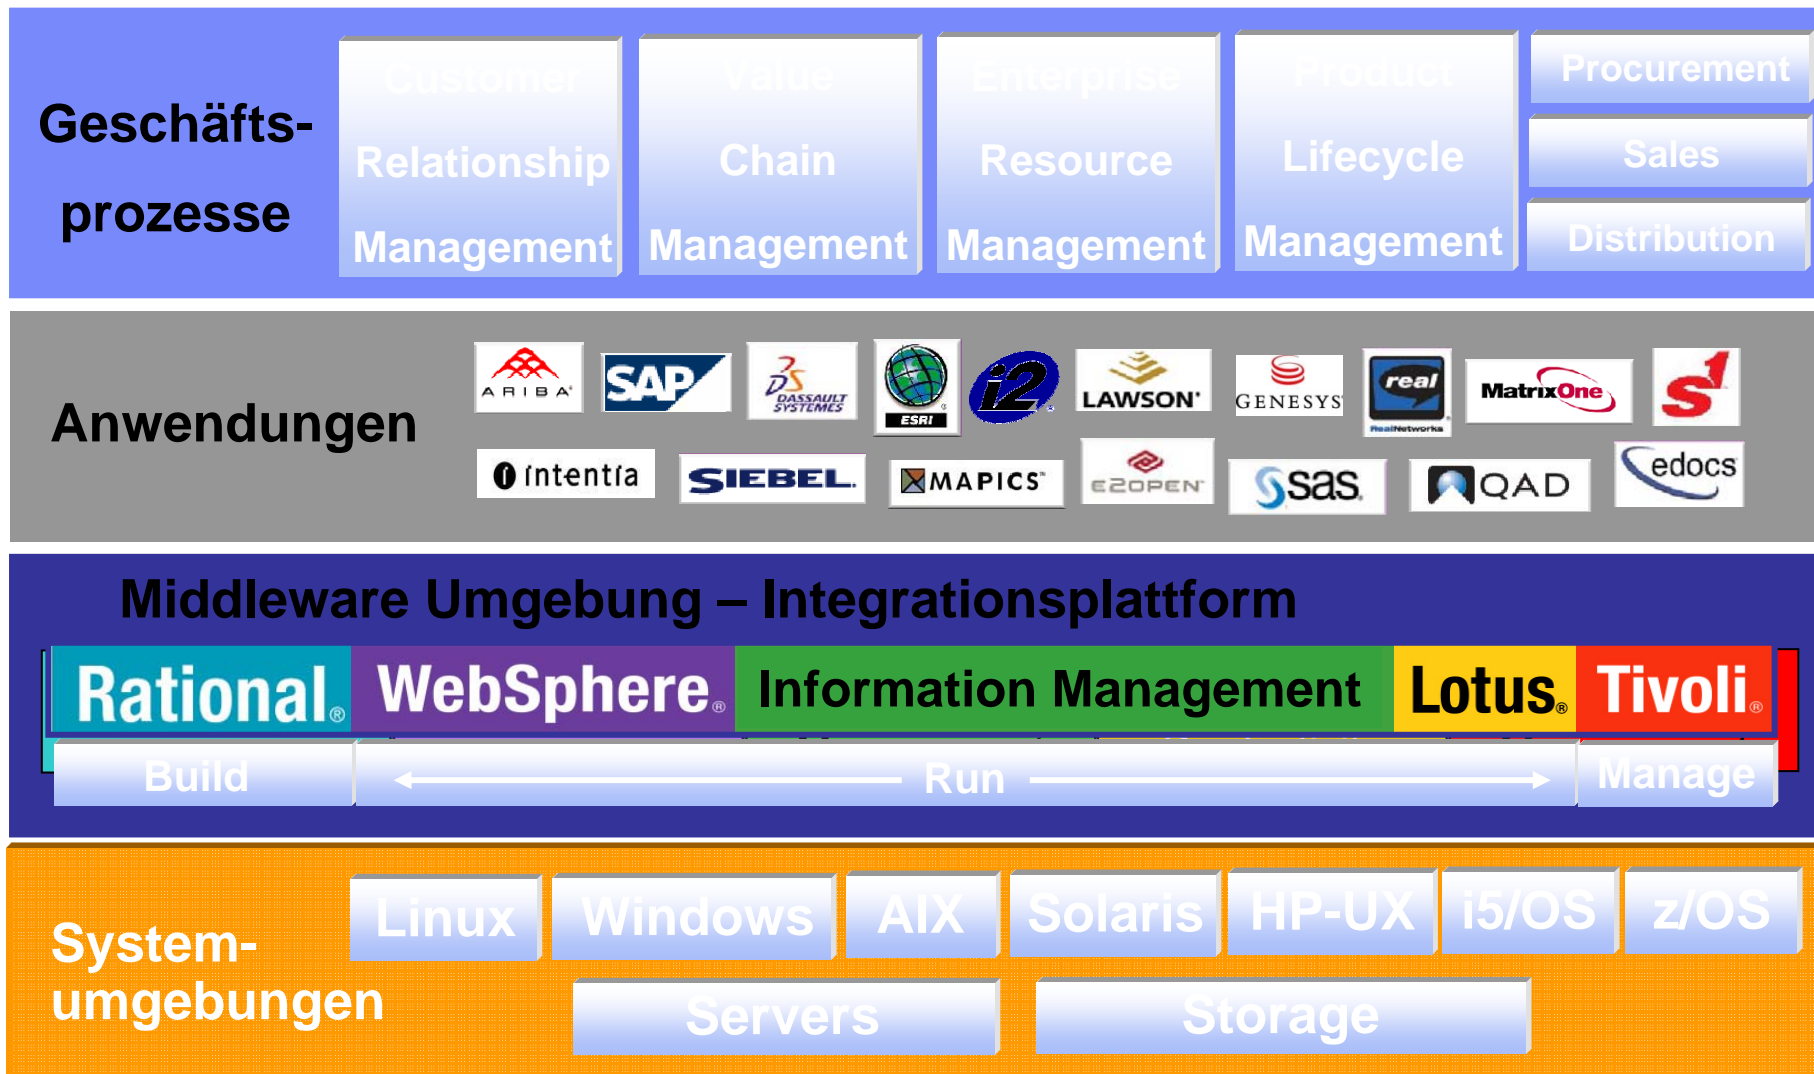 Geschäfts-
prozesse
Customer
Relationship
Management
Value
Chain
Management
Enterprise
Resource
Management
Product
Lifecycle
Management
Procurement
Sales
Distribution
Anwendungen
ARIBA
SAP
DASSAULT
SYSTEMES
ESRI
i2
LAWSON
GENESYS
real
RealNetworks
MatrixOne
S1
intentia
SIEBEL.
MAPICS™
E2OPEN
sas.
QAD
edocs
Middleware Umgebung – Integrationsplattform
Rational® WebSphere® Information Management Lotus® Tivoli®
Build Run Manage
System-
umgebungen
Linux Windows AIX Solaris HP-UX i5/OS z/OS
Servers Storage